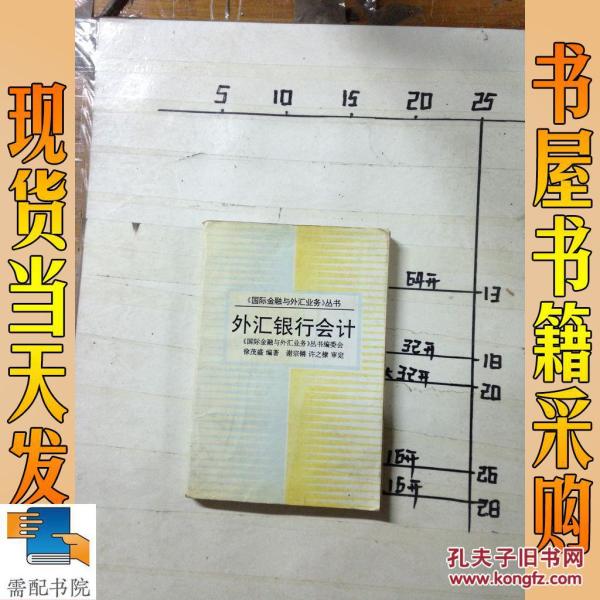 现货当天发
书屋书籍采购
5 10 15 20 25
64开 13
32开 18
大32开 20
16开 26
16开 28
《国际金融与外汇业务》丛书
外汇银行会计
《国际金融与外汇业务》丛书编委会
徐茂盛 编著 谢宗锵 许之棣 审定
需配书院
孔夫子旧书网
www.kongfz.com